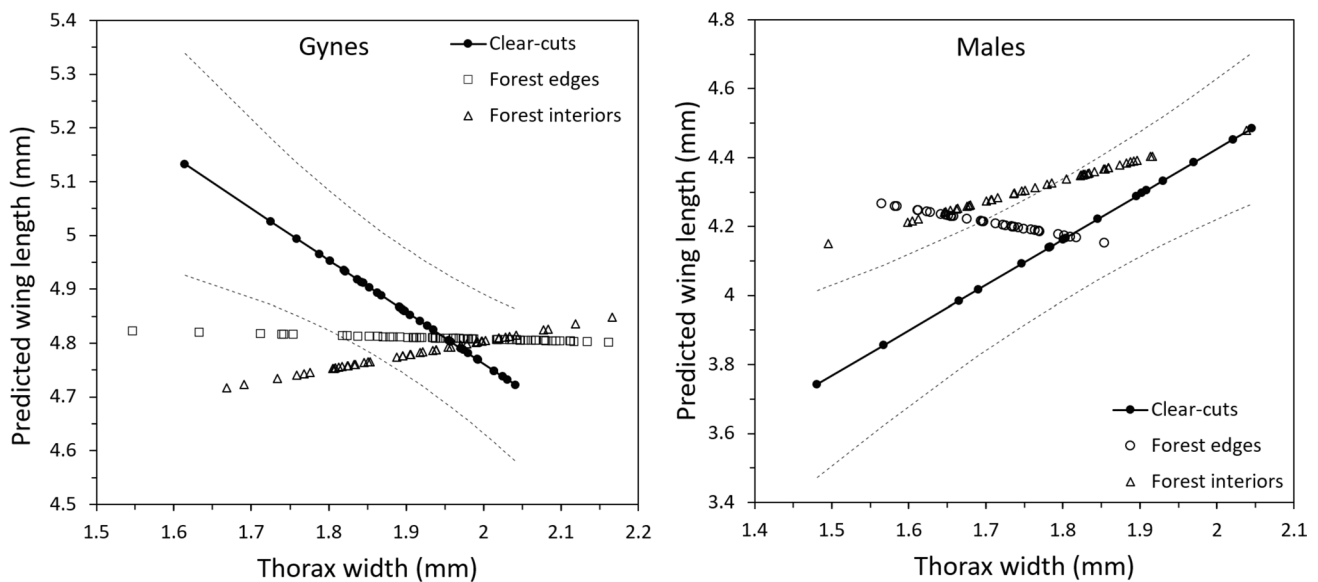 Gynes
Clear-cuts
Forest edges
Forest interiors
Predicted wing length (mm)
5.4
5.3
5.2
5.1
5
4.9
4.8
4.7
4.6
4.5
1.5
1.6
1.7
1.8
1.9
2
2.1
2.2
Thorax width (mm)
Males
Predicted wing length (mm)
4.8
4.6
4.4
4.2
4
3.8
3.6
3.4
Clear-cuts
Forest edges
Forest interiors
1.4
1.5
1.6
1.7
1.8
1.9
2
2.1
Thorax width (mm)